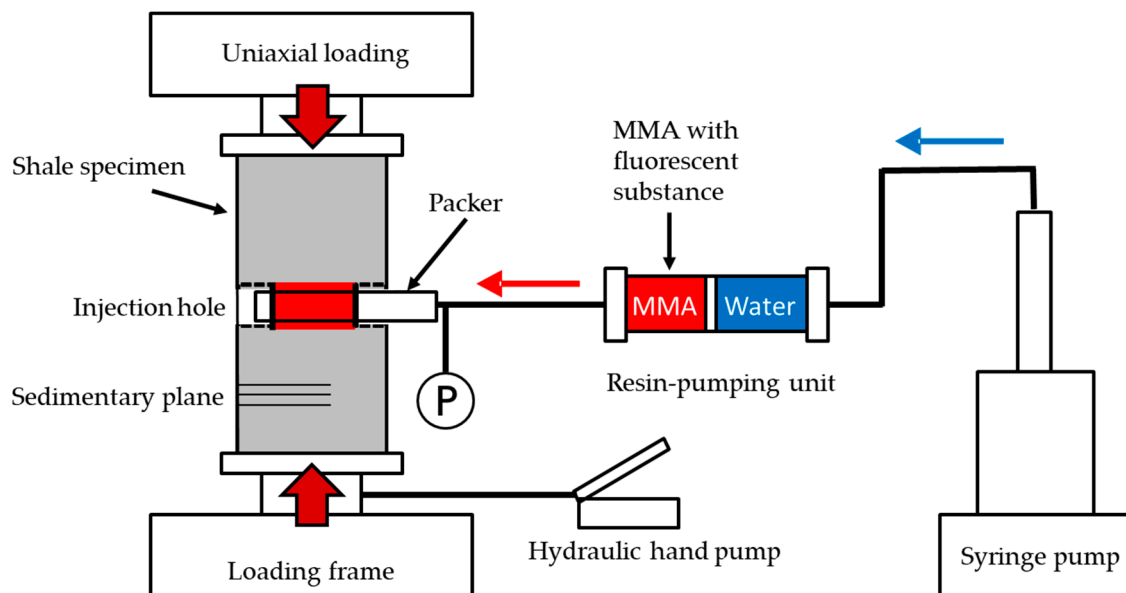 Uniaxial loading
Shale specimen
Packer
MMA with
fluorescent
substance
Injection hole
MMA
Water
Sedimentary plane
P
Resin-pumping unit
Hydraulic hand pump
Loading frame
Syringe pump